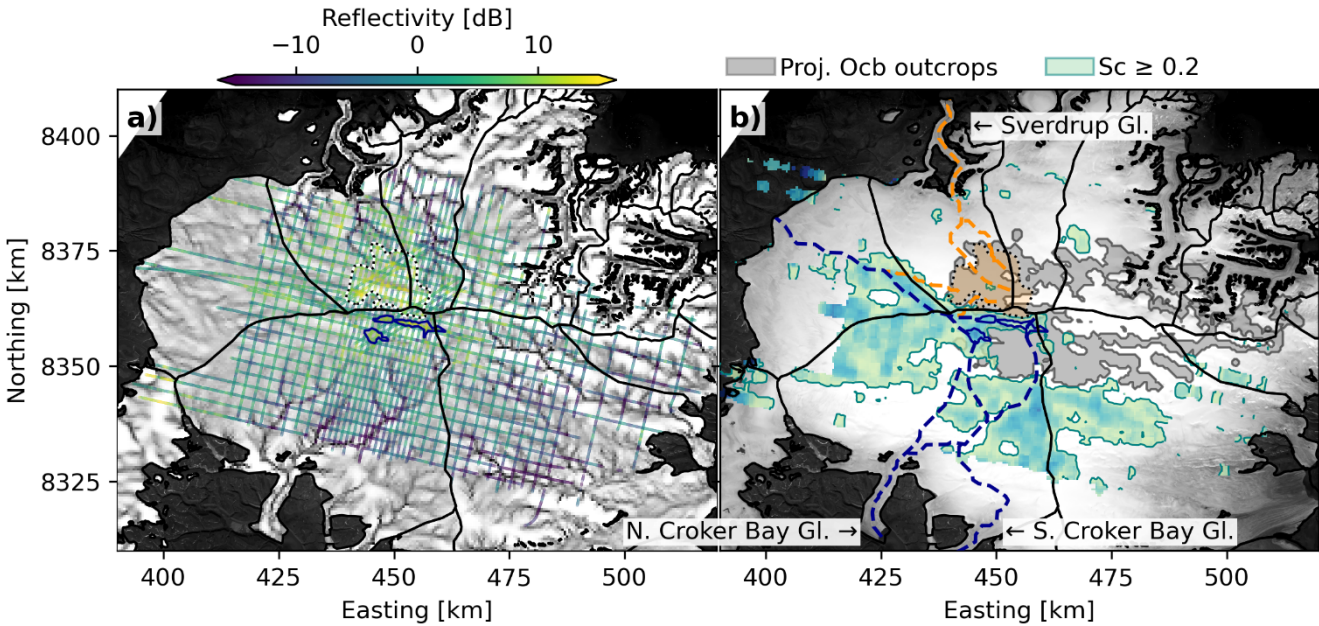 Reflectivity [dB]
−10 0 10
Proj. Ocb outcrops Sc ≥ 0.2
a)
b)
← Sverdrup Gl.
8400
8375
8350
8325
Northing [km]
N. Croker Bay Gl. →
← S. Croker Bay Gl.
400 425 450 475 500
400 425 450 475 500
Easting [km]
Easting [km]